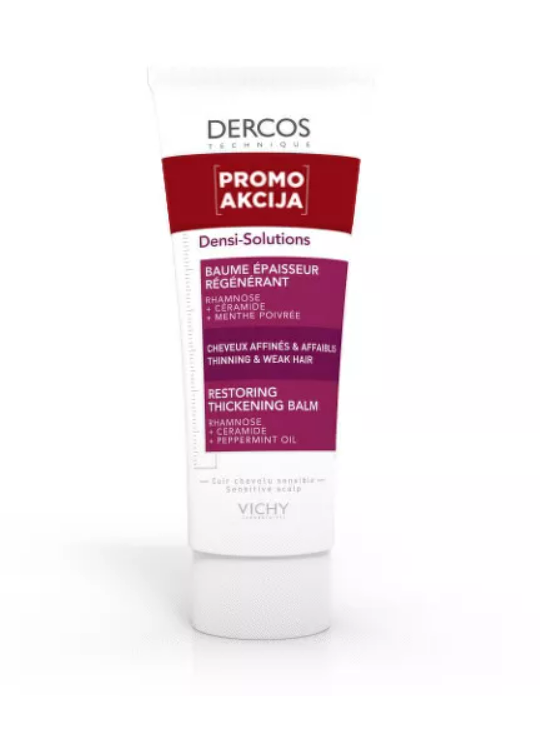 DERCOS
TECHNIQUE
PROMO
AKCIJA
Densi-Solutions
BAUME ÉPAISSEUR
RÉGÉNÉRANT
RHAMNOSE
+ CÉRAMIDE
+ MENTHE POIVRÉE
CHEVEUX AFFINÉS & AFFAIBLIS
THINNING & WEAK HAIR
RESTORING
THICKENING BALM
RHAMNOSE
+ CERAMIDE
+ PEPPERMINT OIL
Cuir chevelu sensible
Sensitive scalp
VICHY
LABORATOIRES